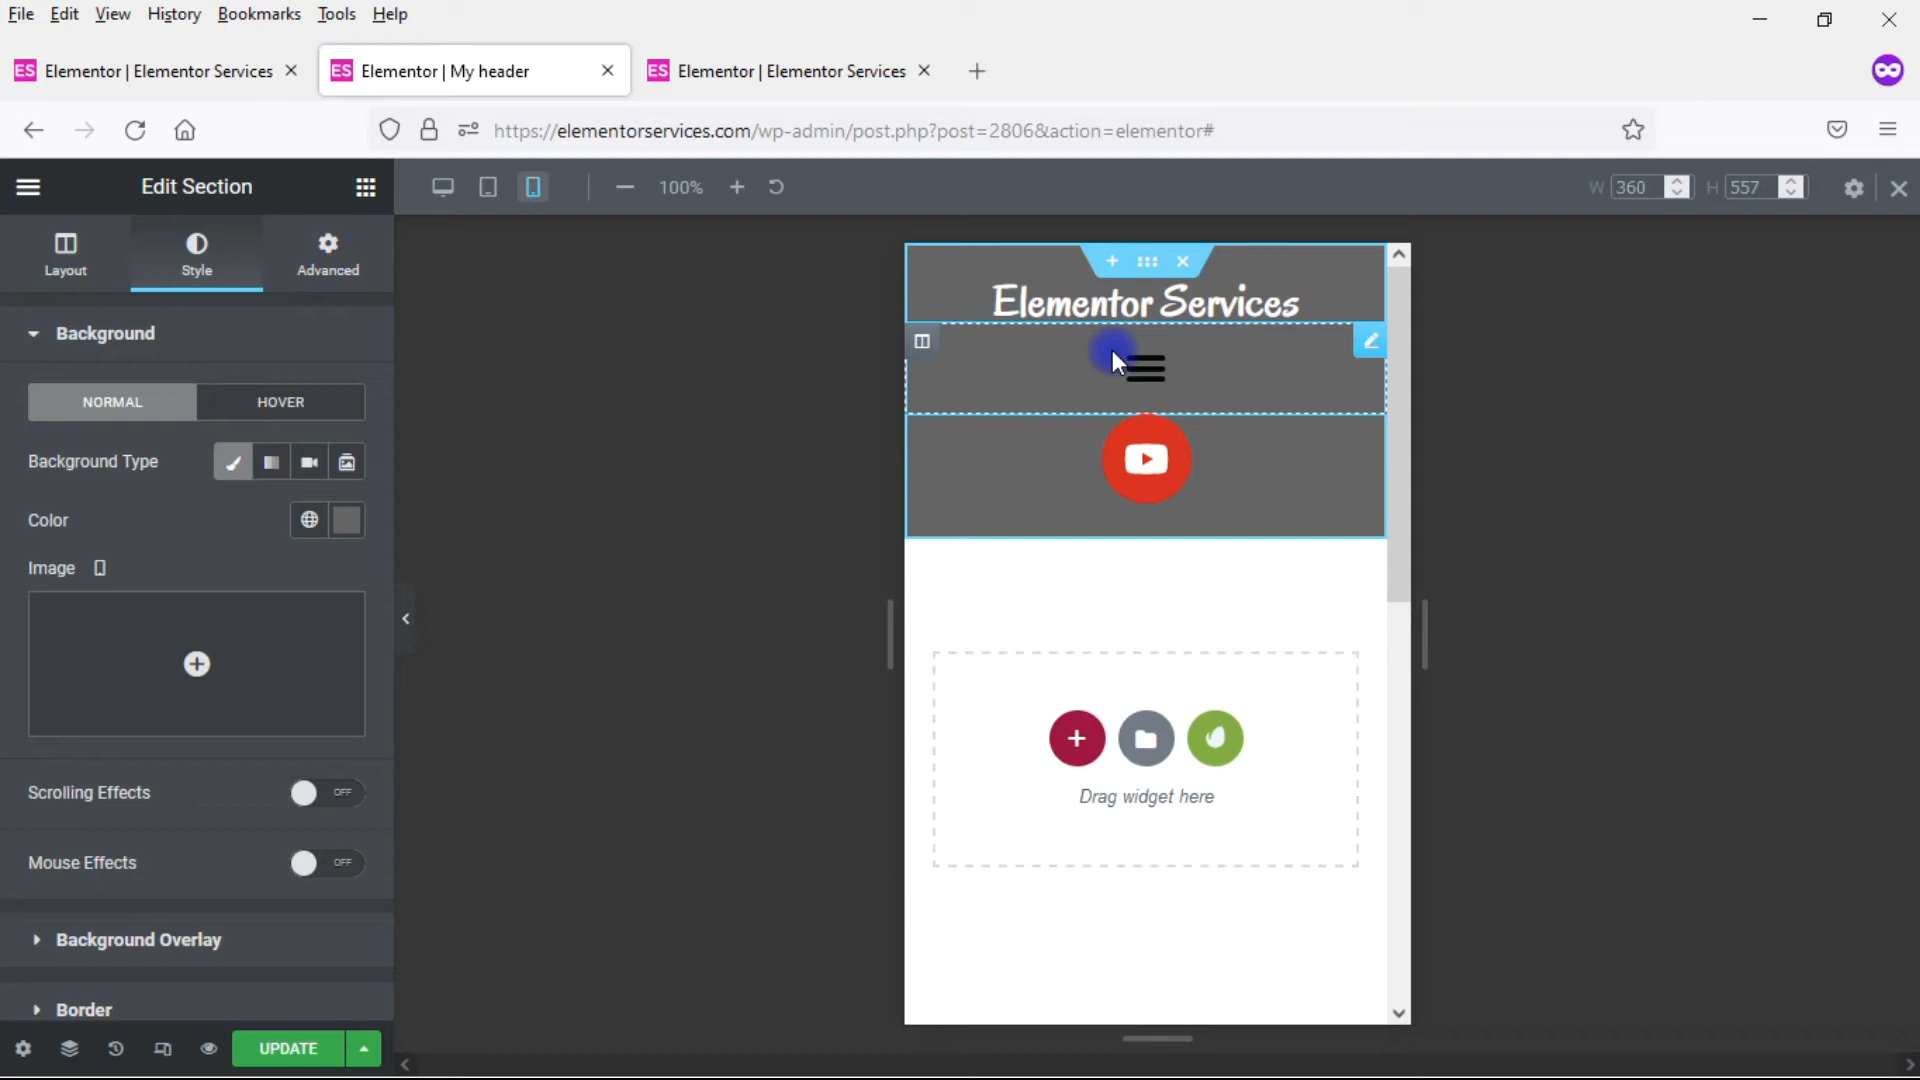 File Edit View History Bookmarks Tools Help
ES Elementor | Elementor Services ES Elementor | My header ES Elementor | Elementor Services
https://elementorservices.com/wp-admin/post.php?post=2806&action=elementor#
Edit Section 100% W 360 H 557
Layout Style Advanced
Elementor Services
Background
NORMAL HOVER
Background Type
Color
Image
Scrolling Effects OFF
Drag widget here
Mouse Effects OFF
Background Overlay
Border
UPDATE